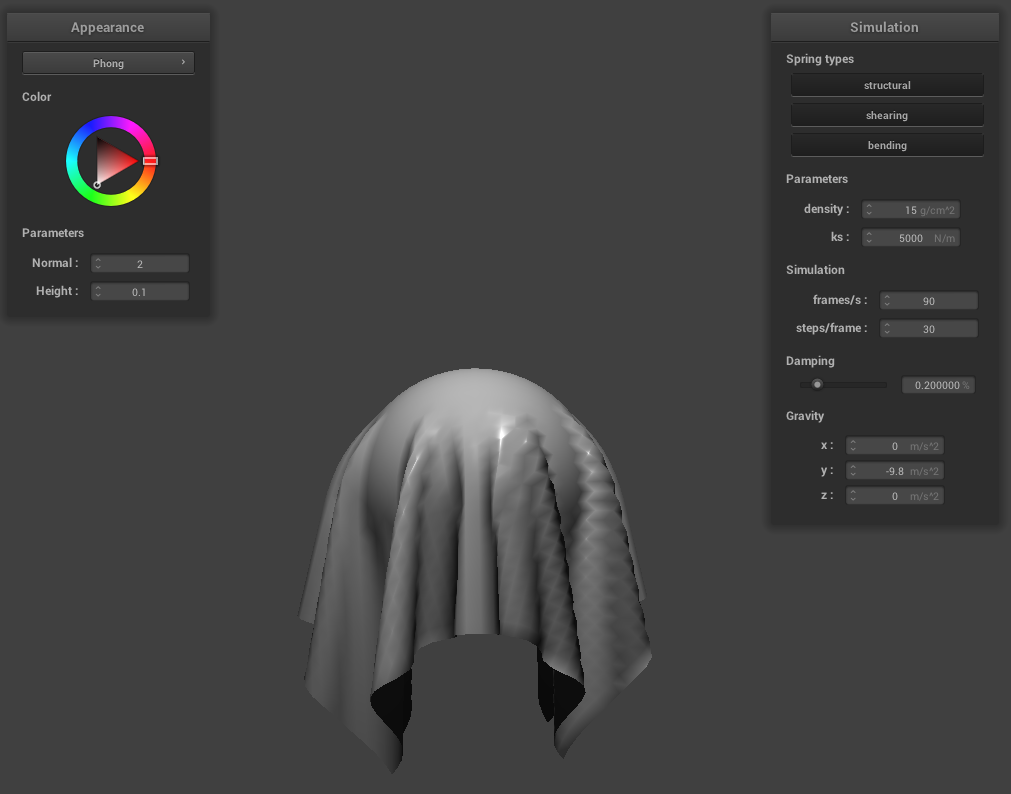 Appearance
Phong
Color
Parameters
Normal : 2
Height : 0.1
Simulation
Spring types
structural
shearing
bending
Parameters
density : 15 g/cm^2
ks : 5000 N/m
Simulation
frames/s : 90
steps/frame : 30
Damping
0.200000 %
Gravity
x : 0 m/s^2
y : -9.8 m/s^2
z : 0 m/s^2